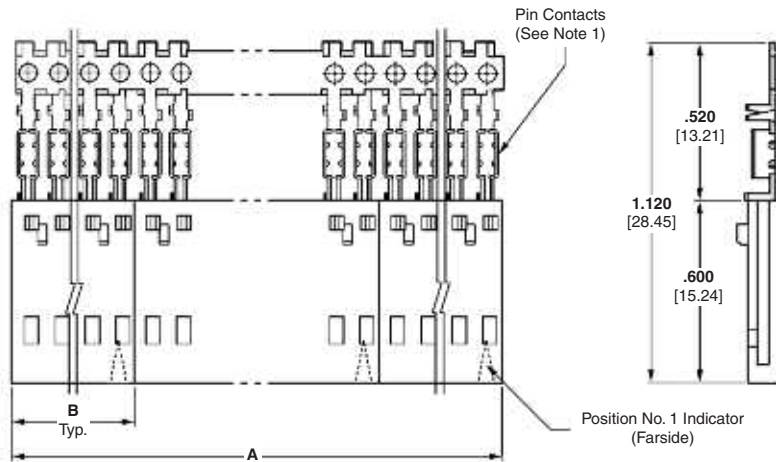 Pin Contacts
(See Note 1)
.520
[13.21]
1.120
[28.45]
.600
[15.24]
B
Typ.
A
Position No. 1 Indicator
(Farside)